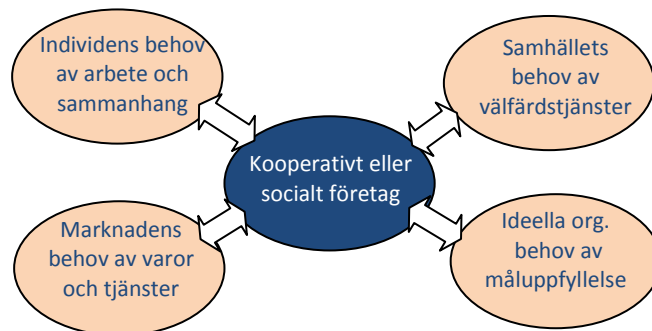 Individens behov
av arbete och
sammanhang
Samhällets
behov av
välfärdstjänster
Kooperativt eller
socialt företag
Marknadens
behov av varor
och tjänster
Ideella org.
behov av
måluppfyllelse